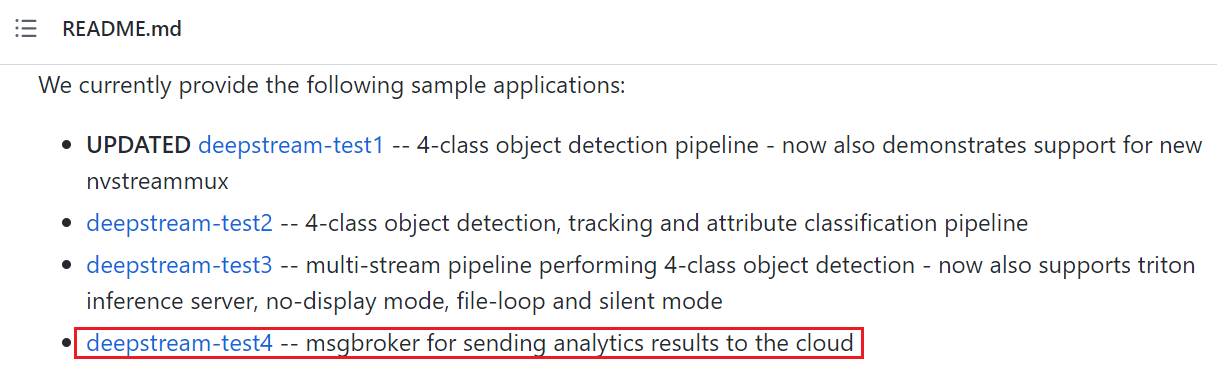 README.md
We currently provide the following sample applications:
UPDATED deepstream-test1 -- 4-class object detection pipeline - now also demonstrates support for new
nvstreammux
deepstream-test2 -- 4-class object detection, tracking and attribute classification pipeline
deepstream-test3 -- multi-stream pipeline performing 4-class object detection - now also supports triton
inference server, no-display mode, file-loop and silent mode
deepstream-test4 -- msgbroker for sending analytics results to the cloud